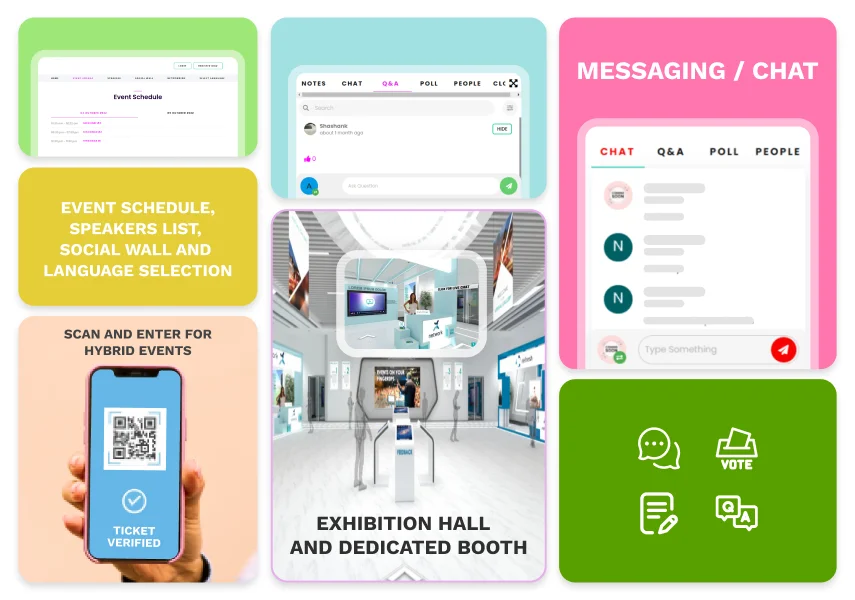 Event Schedule
EVENT SCHEDULE,
SPEAKERS LIST,
SOCIAL WALL AND
LANGUAGE SELECTION
SCAN AND ENTER FOR
HYBRID EVENTS
TICKET
VERIFIED
NOTES CHAT Q&A POLL PEOPLE CLO
Search
Shashank
about 1 month ago
HIDE
0
A
Ask Question
EVENTS ON YOUR
FINGERTIPS
FEEDBACK
EXHIBITION HALL
AND DEDICATED BOOTH
MESSAGING / CHAT
CHAT Q&A POLL PEOPLE
N
N
Type Something
VOTE
Q
A